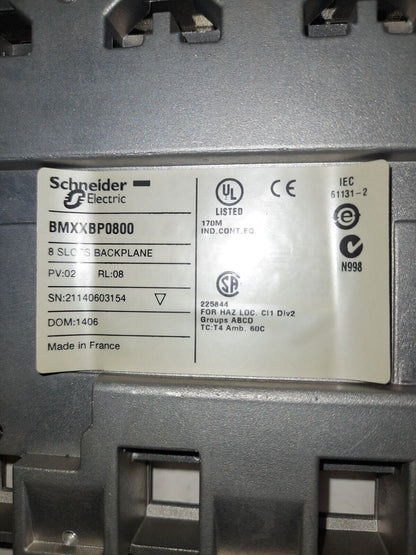 Schneider
Electric
BMXXBP0800
8 SLOTS BACKPLANE
PV:02 RL:08
SN:21140603154
DOM:1406
Made in France
UL
LISTED
170M
IND.CONT.EQ.
CE
IEC
61131-2
N998
SA
225844
FOR HAZ LOC. Cl1 Div2
Groups ABCD
TC:T4 Amb. 60C